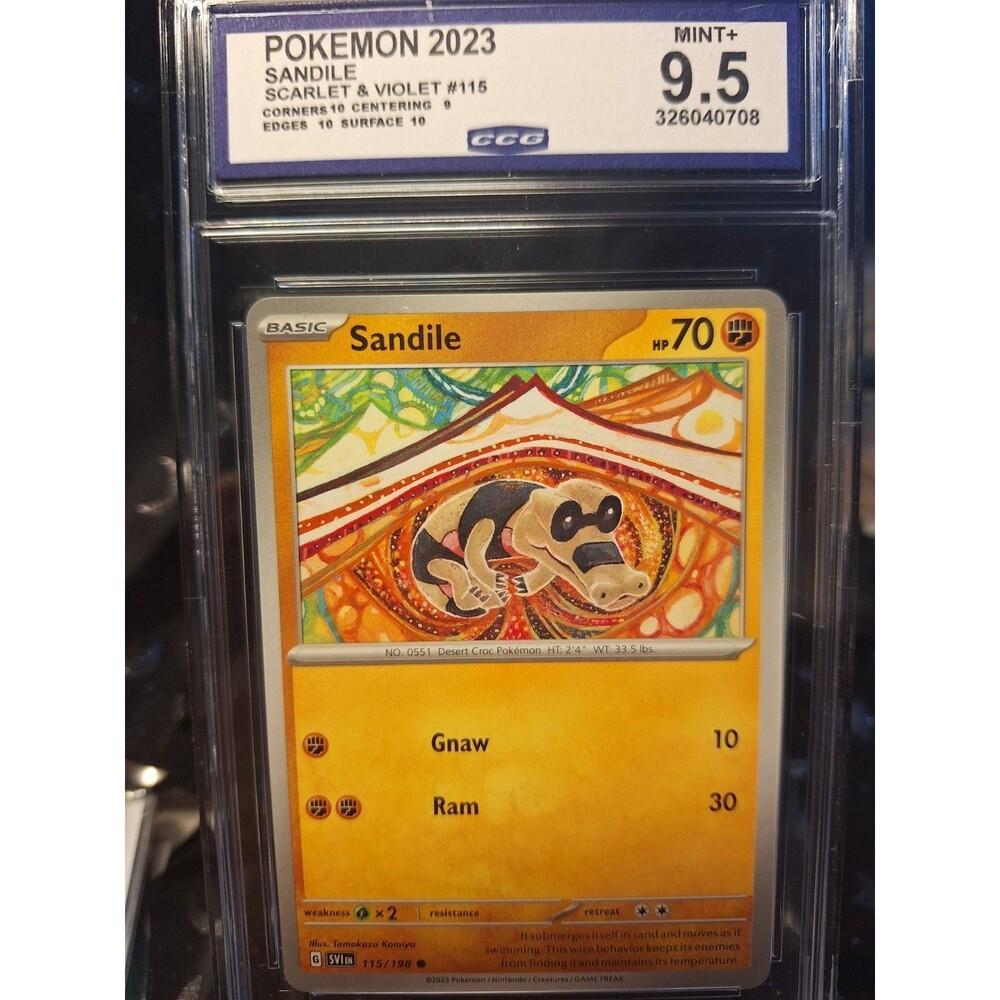 POKEMON 2023
SANDILE
SCARLET & VIOLET #115
CORNERS 10 CENTERING 9
EDGES 10 SURFACE 10
MINT+
9.5
326040708
CCG
BASIC Sandile HP 70
NO. 0551 Desert Croc Pokémon HT: 2'4" WT: 33.5 lbs.
Gnaw 10
Ram 30
weakness ×2 resistance retreat
Illus. Tomokazu Komiya
G SVI EN 115/198
It submerges itself in sand and moves as if
swimming. This wise behavior keeps its enemies
from finding it and maintains its temperature.
©2023 Pokémon / Nintendo / Creatures / GAME FREAK